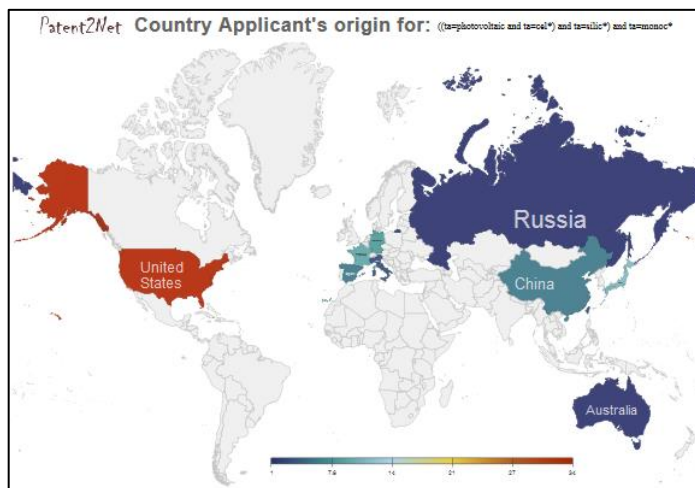 Patent2Net Country Applicant's origin for: ((ta=photovoltaic and ta=cel*) and ta=silic*) and ta=monoc*
Russia
United
States
China
Australia
1 7.6 14 21 27 34